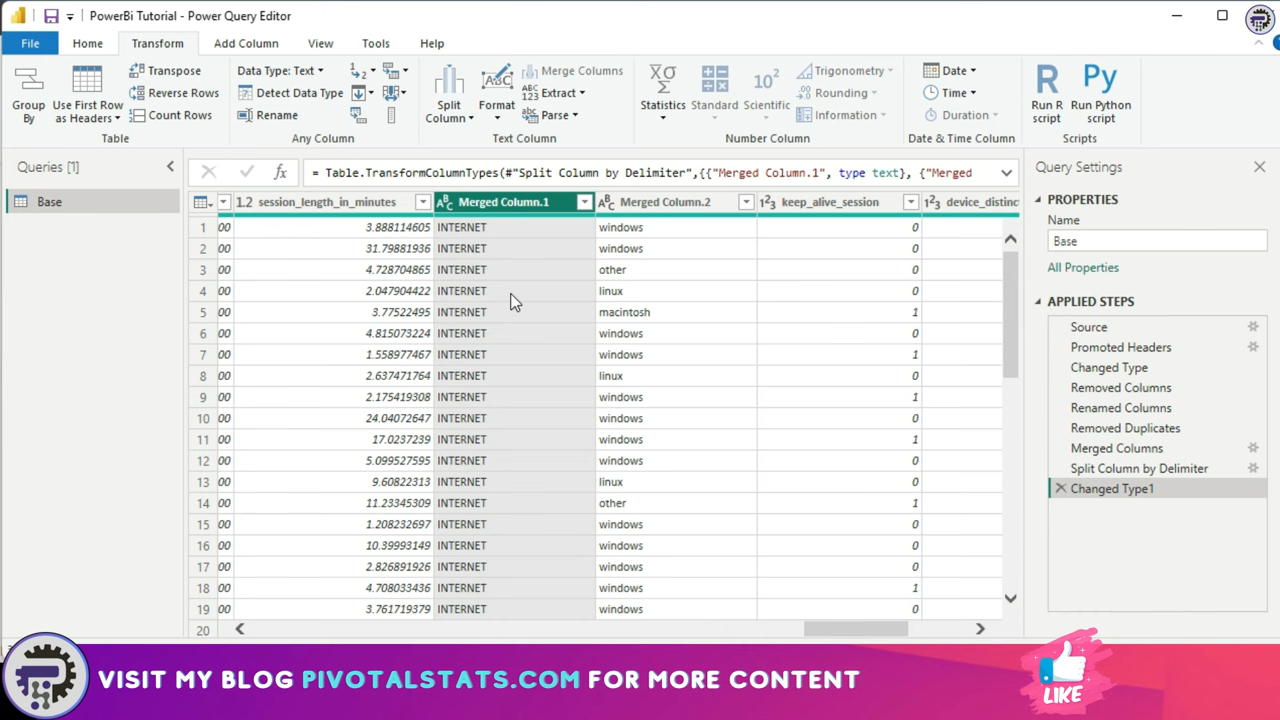 PowerBi Tutorial - Power Query Editor
File Home Transform Add Column View Tools Help
Group By
Use First Row as Headers
Transpose
Reverse Rows
Count Rows
Table
Data Type: Text
Detect Data Type
Rename
Any Column
Split Column
Format
Merge Columns
Extract
Parse
Text Column
Statistics
Standard
Scientific
Trigonometry
Rounding
Information
Number Column
Date
Time
Duration
Date & Time Column
Run R script
Run Python script
Scripts
Queries [1]
Base
= Table.TransformColumnTypes(#"Split Column by Delimiter",{{"Merged Column.1", type text}, {"Merged
1.2 session_length_in_minutes Merged Column.1 Merged Column.2 keep_alive_session device_distinct
1 00 3.888114605 INTERNET windows 0
2 00 31.79881936 INTERNET windows 0
3 00 4.728704865 INTERNET other 0
4 00 2.047904422 INTERNET linux 0
5 00 3.77522495 INTERNET macintosh 1
6 00 4.815073224 INTERNET windows 0
7 00 1.558977467 INTERNET windows 1
8 00 2.637471764 INTERNET linux 0
9 00 2.175419308 INTERNET windows 1
10 00 24.04072647 INTERNET windows 0
11 00 17.0237239 INTERNET windows 1
12 00 5.099527595 INTERNET windows 0
13 00 9.60822313 INTERNET linux 0
14 00 11.23345309 INTERNET other 1
15 00 1.208232697 INTERNET windows 0
16 00 10.39993149 INTERNET windows 0
17 00 2.826891926 INTERNET windows 0
18 00 4.708033436 INTERNET windows 1
19 00 3.761719379 INTERNET windows 0
20
Query Settings
PROPERTIES
Name
Base
All Properties
APPLIED STEPS
Source
Promoted Headers
Changed Type
Removed Columns
Renamed Columns
Removed Duplicates
Merged Columns
Split Column by Delimiter
Changed Type1
VISIT MY BLOG PIVOTALSTATS.COM FOR MORE CONTENT
LIKE